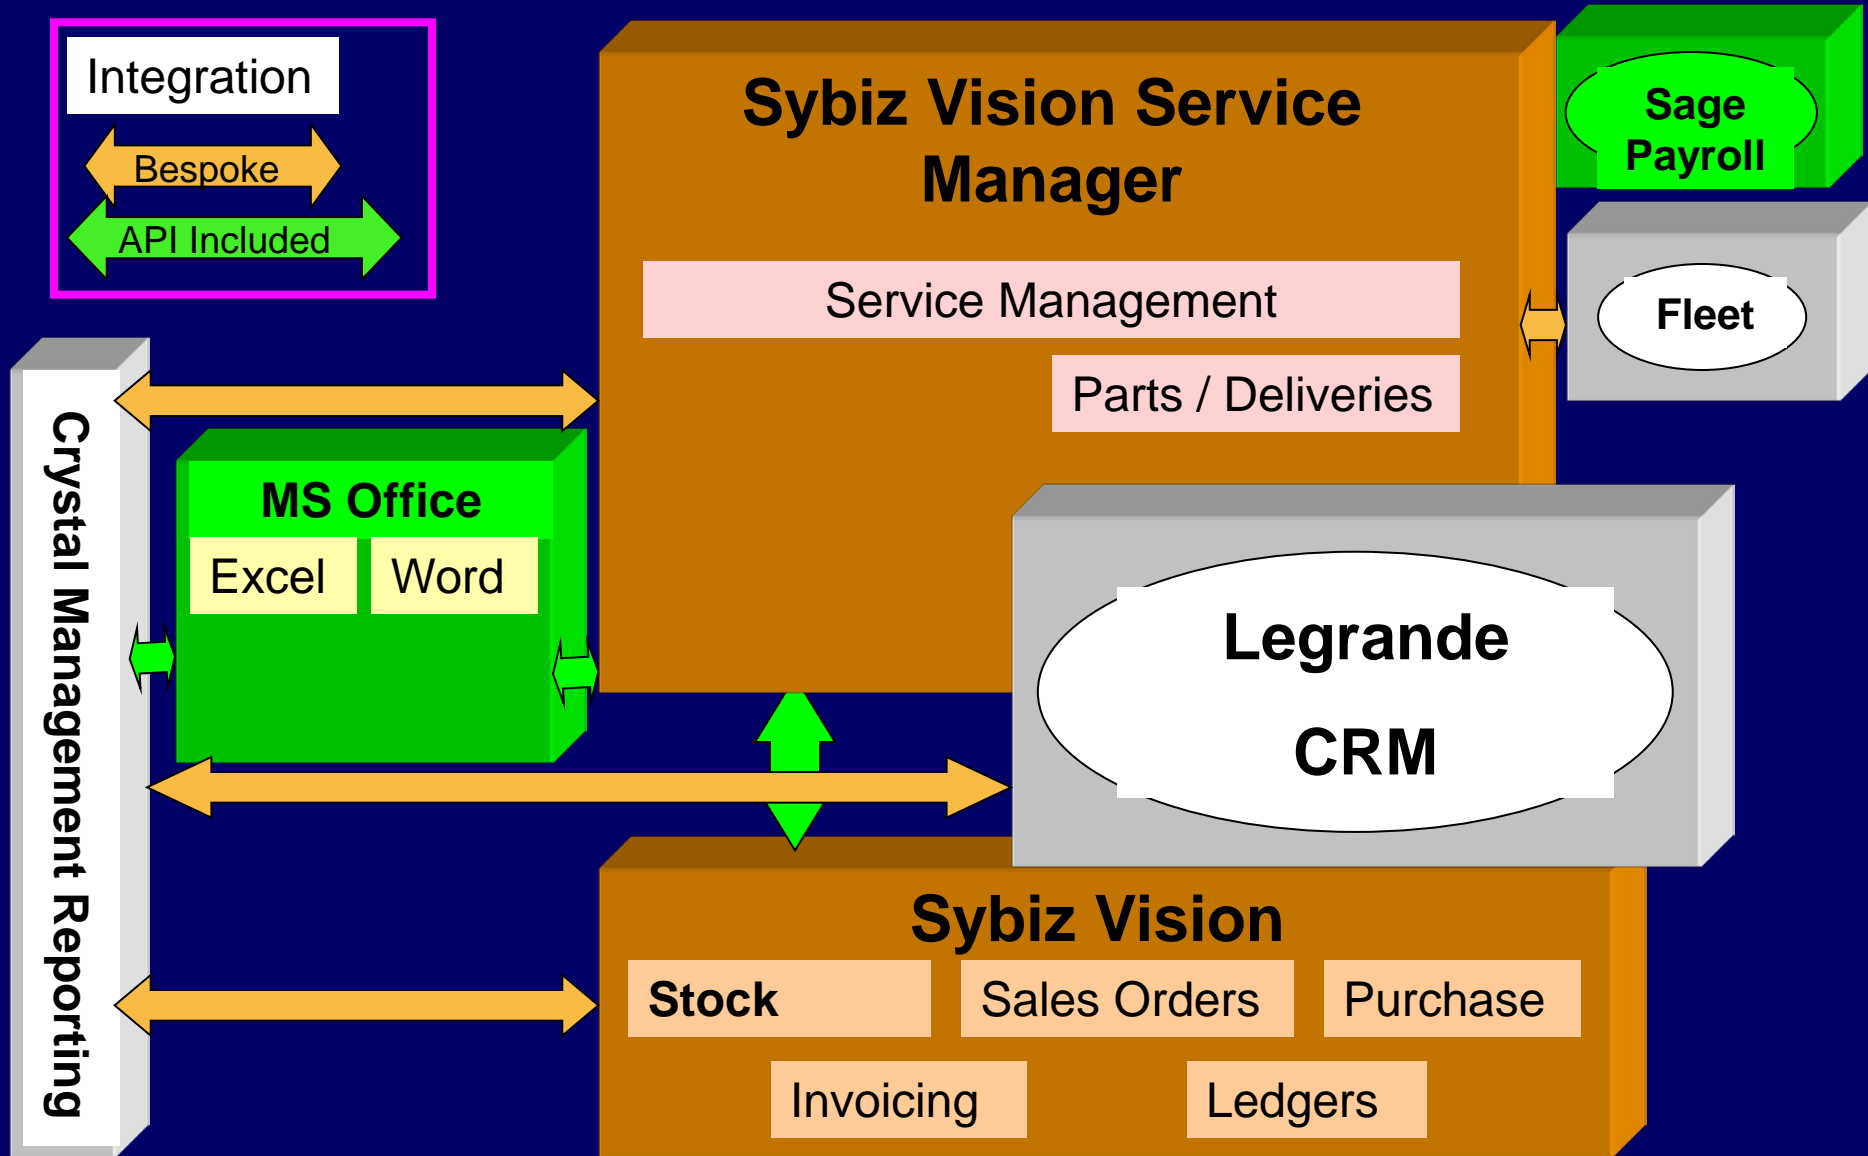 Integration
Bespoke
API Included
Sybiz Vision Service
Manager
Service Management
Parts / Deliveries
Sage
Payroll
Fleet
Crystal Management Reporting
MS Office
Excel
Word
Legrande
CRM
Sybiz Vision
Stock
Sales Orders
Purchase
Invoicing
Ledgers